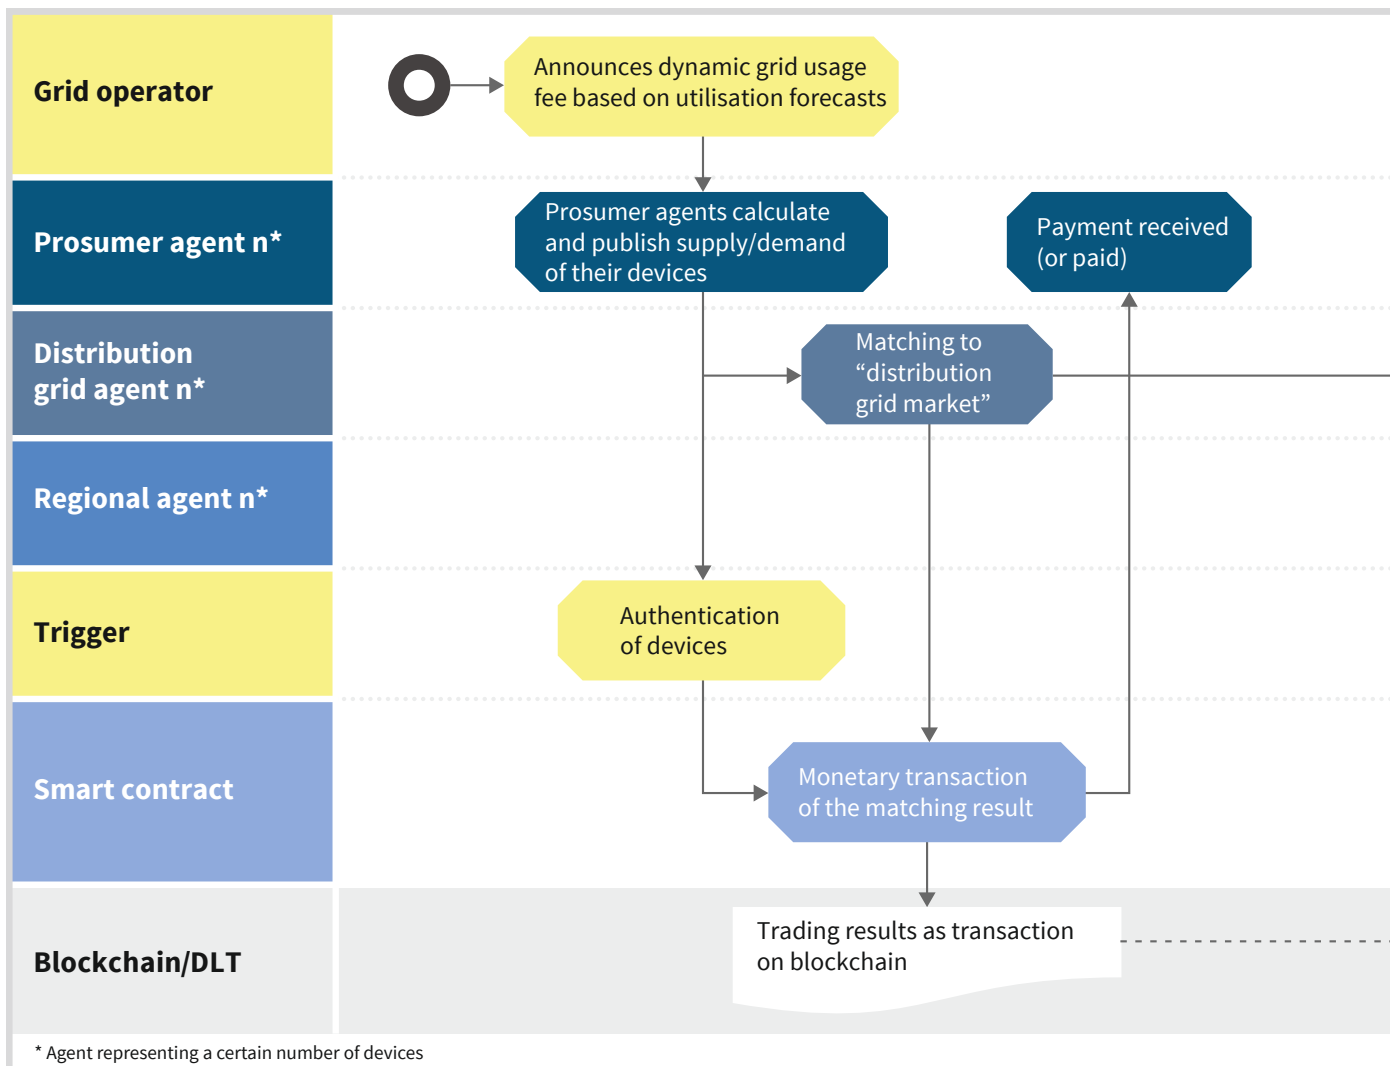 Grid operator
Announces dynamic grid usage
fee based on utilisation forecasts
Prosumer agent n*
Prosumer agents calculate
and publish supply/demand
of their devices
Payment received
(or paid)
Distribution
grid agent n*
Matching to
“distribution
grid market”
Regional agent n*
Trigger
Authentication
of devices
Smart contract
Monetary transaction
of the matching result
Blockchain/DLT
Trading results as transaction
on blockchain
* Agent representing a certain number of devices